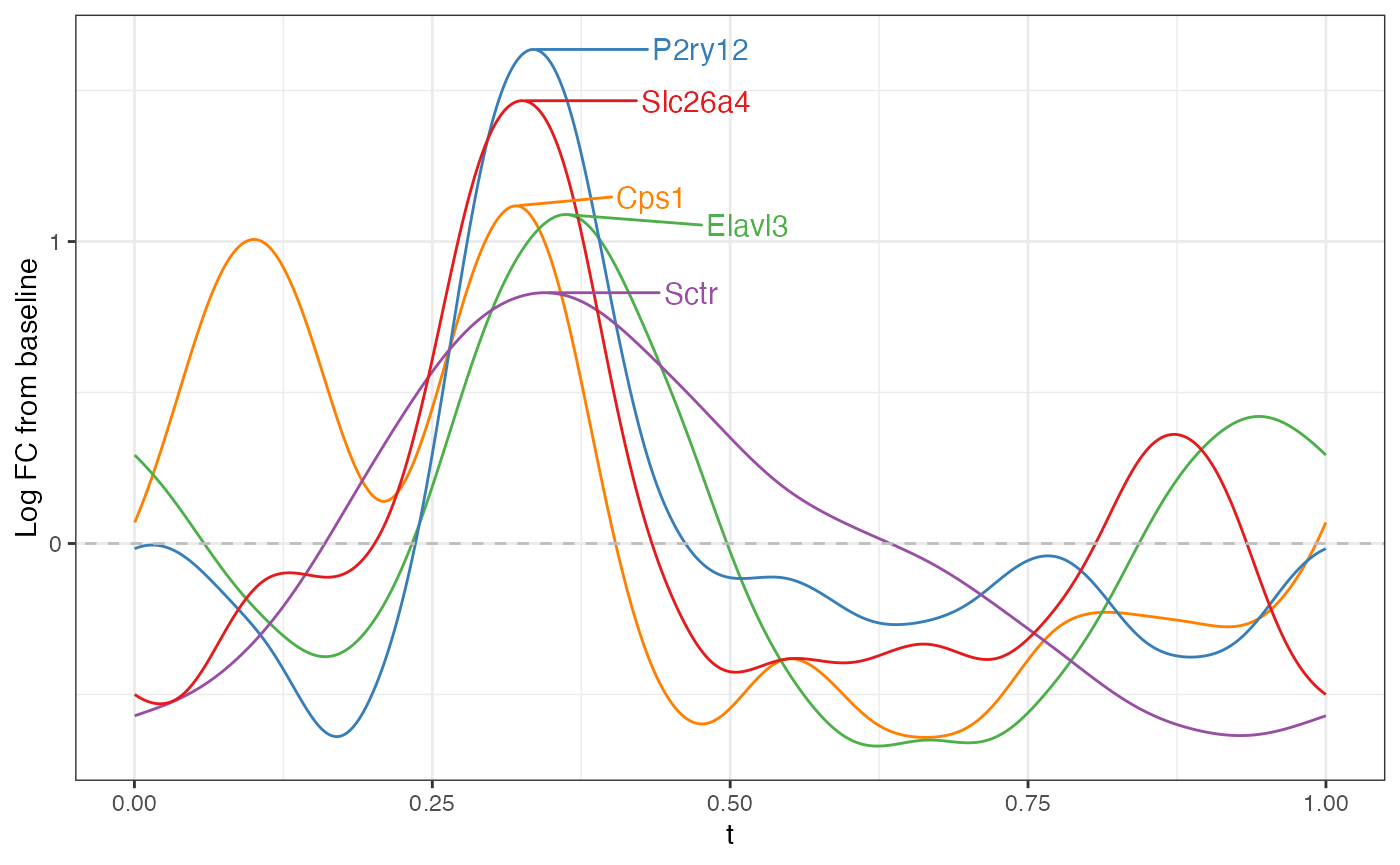 P2ry12
Slc26a4
Cps1
Elavl3
Sctr
Log FC from baseline
1
0
0.00
0.25
0.50
0.75
1.00
t